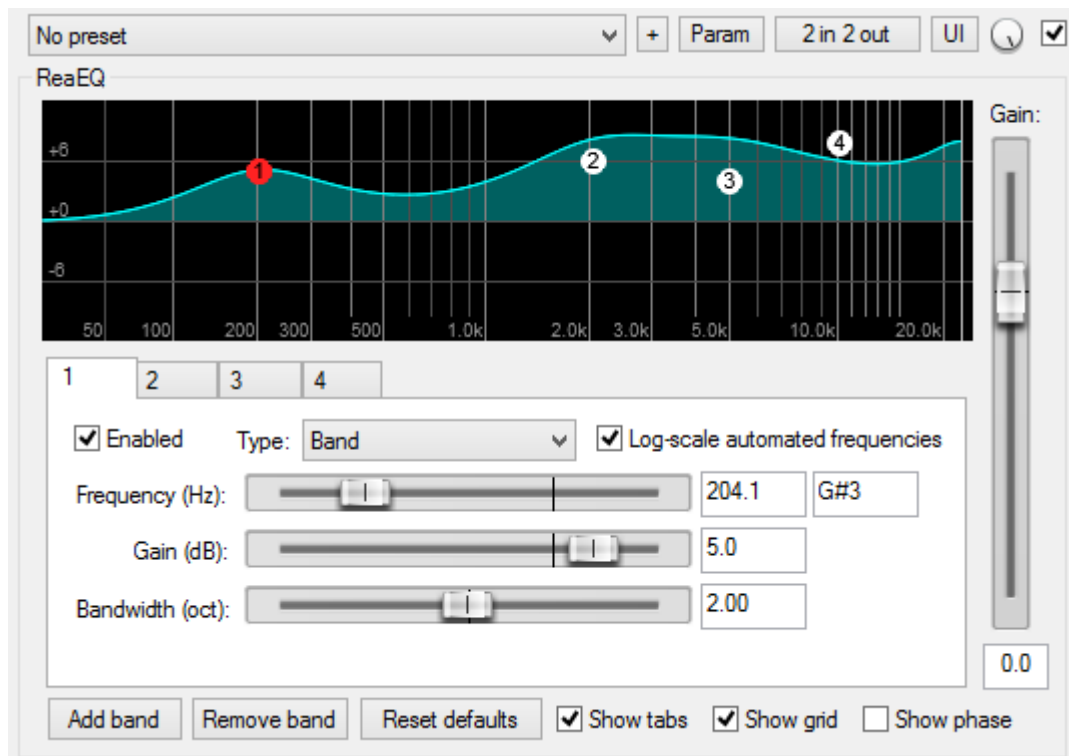 No preset + Param 2 in 2 out UI
ReaEQ
Gain:
+6
+0
-6
50 100 200 300 500 1.0k 2.0k 3.0k 5.0k 10.0k 20.0k
1 2 3 4
1 2 3 4
Enabled Type: Band Log-scale automated frequencies
Frequency (Hz): 204.1 G#3
Gain (dB): 5.0
Bandwidth (oct): 2.00
0.0
Add band Remove band Reset defaults Show tabs Show grid Show phase